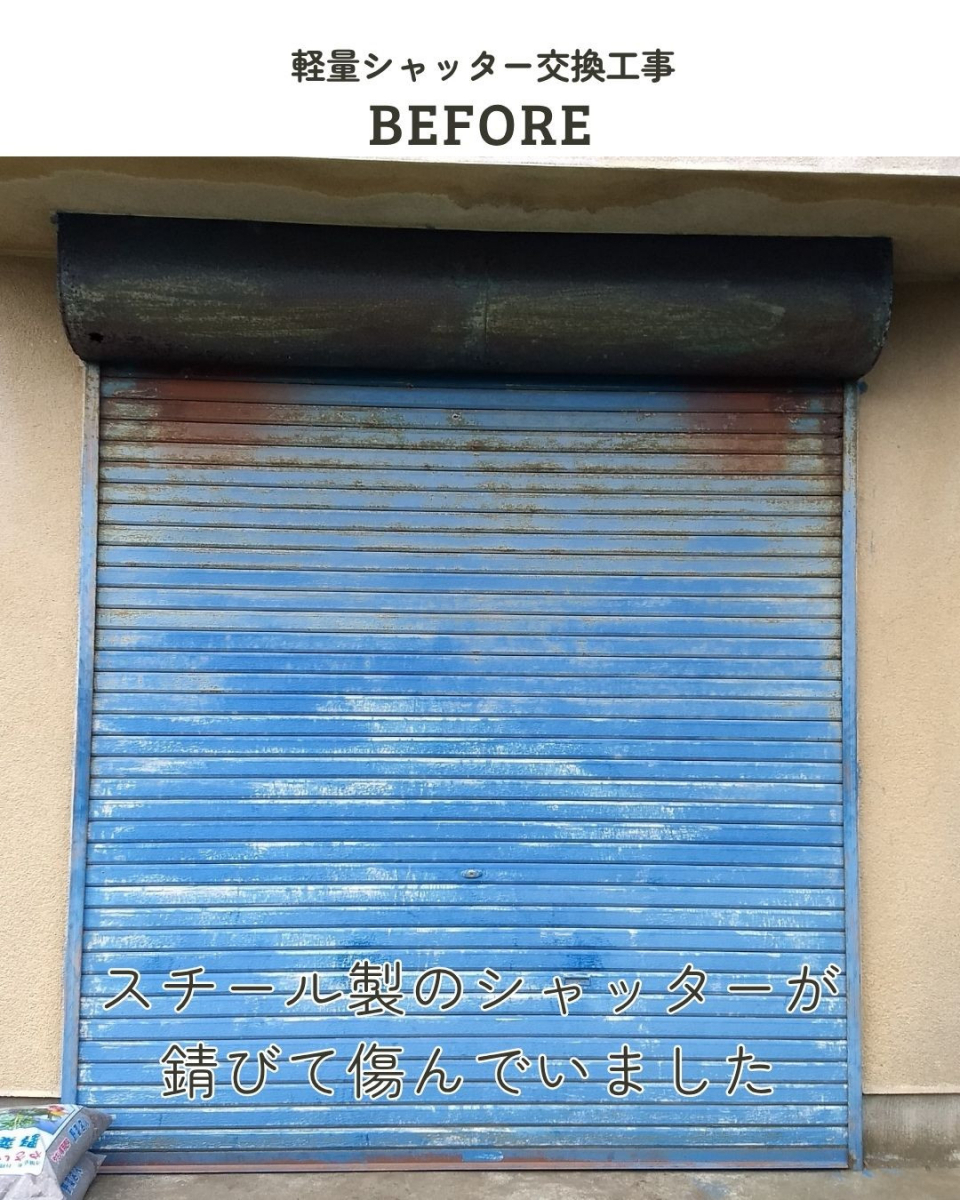 軽量シャッター交換工事
BEFORE
スチール製のシャッターが
錆びて傷んでいました